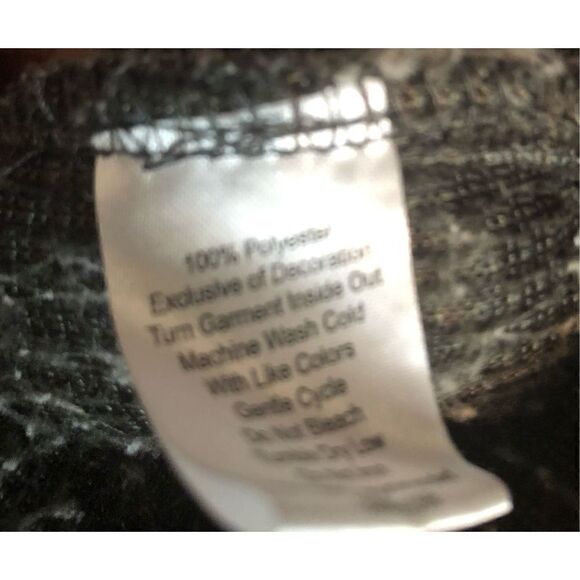 100% Polyester
Exclusive of Decoration
Turn Garment Inside Out
Machine Wash Cold
With Like Colors
Gentle Cycle
Do Not Bleach
Tumble Dry Low